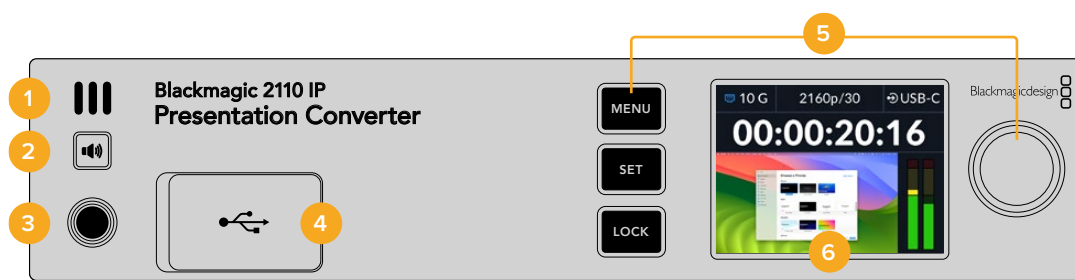 5
1
Blackmagic 2110 IP
Presentation Converter
MENU
10 G 2160p/30 USB-C
Blackmagicdesign
00:00:20:16
2
SET
3
4
LOCK
6